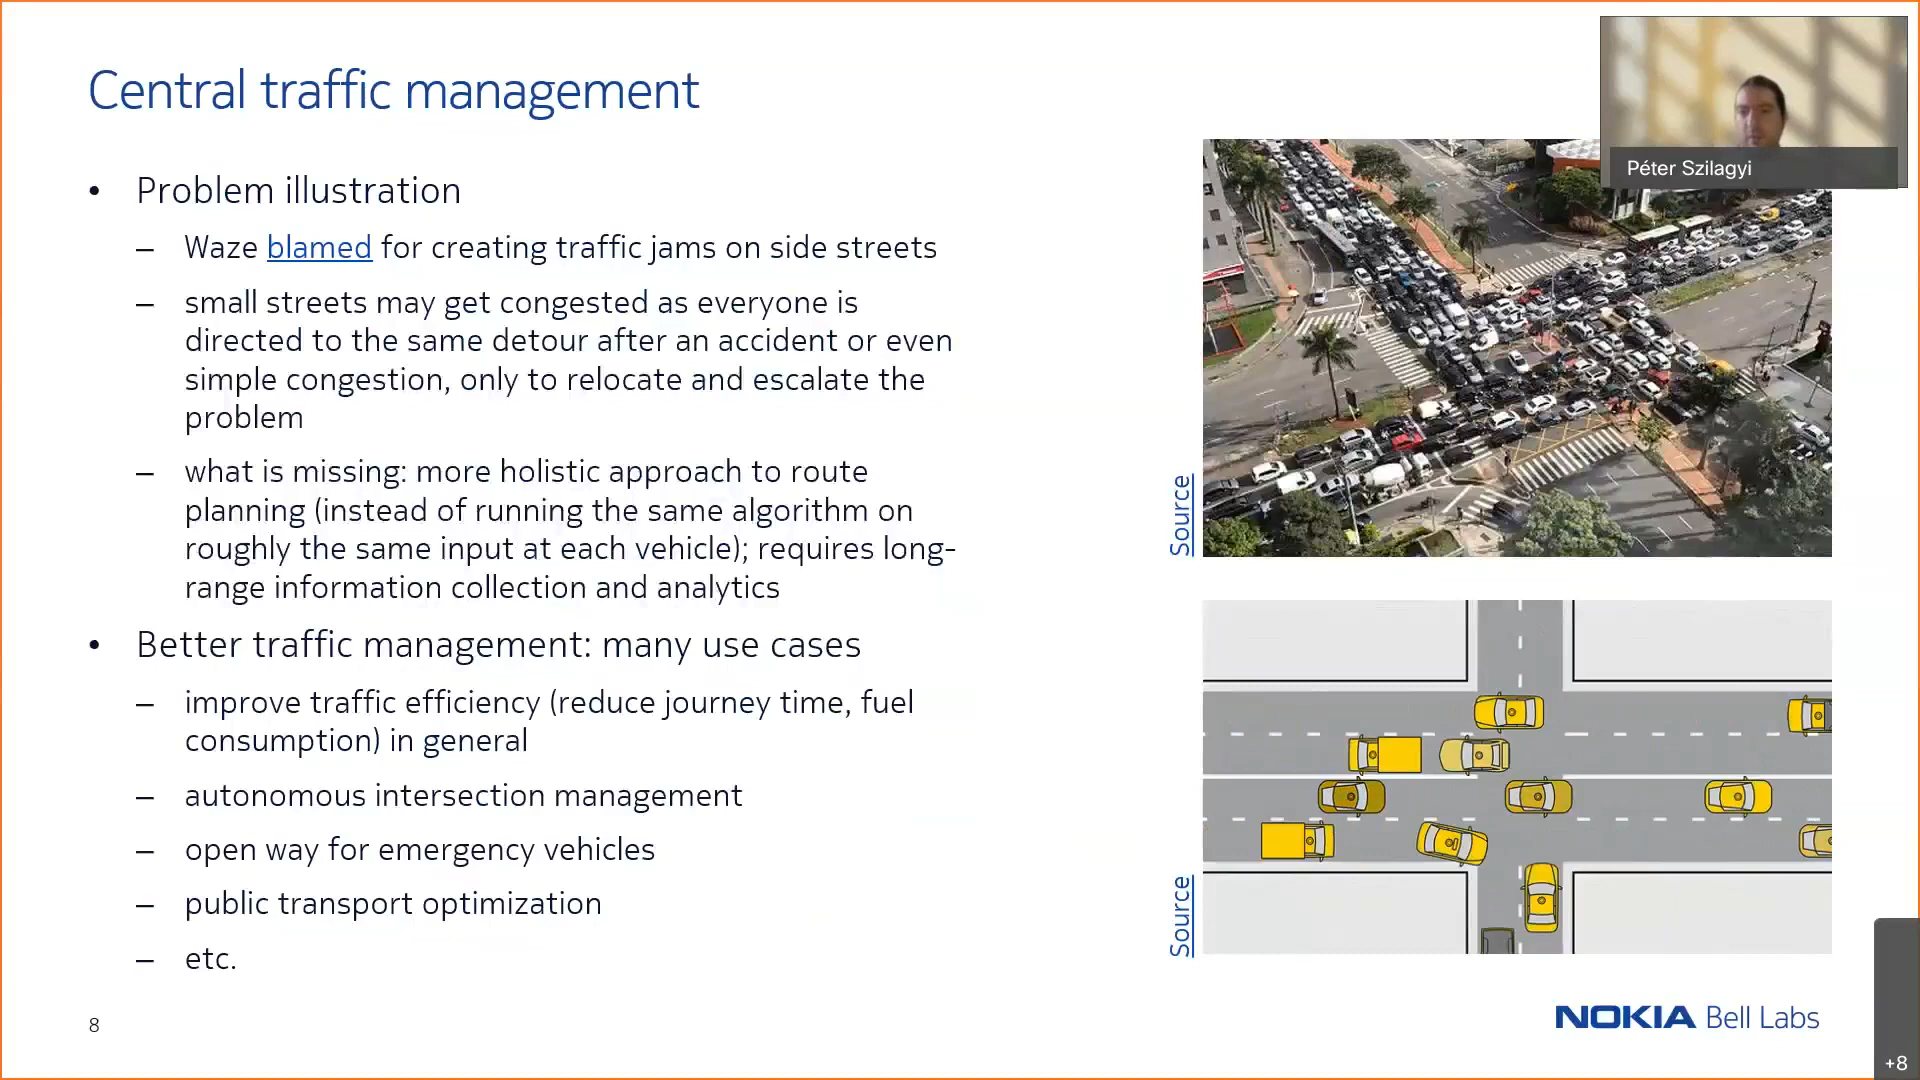 Central traffic management
Péter Szilagyi
• Problem illustration
– Waze blamed for creating traffic jams on side streets
– small streets may get congested as everyone is
directed to the same detour after an accident or even
simple congestion, only to relocate and escalate the
problem
– what is missing: more holistic approach to route
planning (instead of running the same algorithm on
roughly the same input at each vehicle); requires long-
range information collection and analytics
• Better traffic management: many use cases
– improve traffic efficiency (reduce journey time, fuel
consumption) in general
– autonomous intersection management
– open way for emergency vehicles
– public transport optimization
– etc.
Source
Source
8
NOKIA Bell Labs
+8